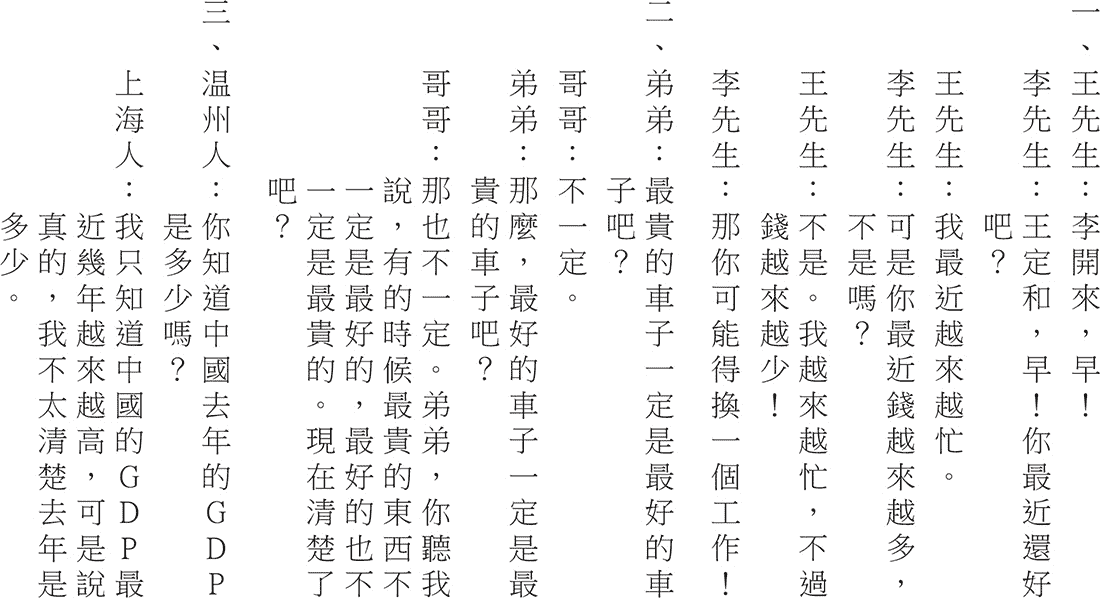 一、王先生：李開來，早！
李先生：王定和，早！你最近還好
吧？
王先生：我最近越來越忙。
李先生：可是你最近錢越來越多，
不是嗎？
王先生：不是。我越來越忙，不過
錢越來越少！
李先生：那你可能得換一個工作！
二、弟弟：最貴的車子一定是最好的車
子吧？
哥哥：不一定。
弟弟：那麼，最好的車子一定是最
貴的車子吧？
哥哥：那也不一定。弟弟，你聽我
說，有的時候最貴的東西不
一定是最好的，最好的也不
一定是最貴的。現在清楚了
吧？
三、温州人：你知道中國去年的ＧＤＰ
是多少嗎？
上海人：我只知道中國的ＧＤＰ最
近幾年越來越高，可是說
真的，我不太清楚去年是
多少。